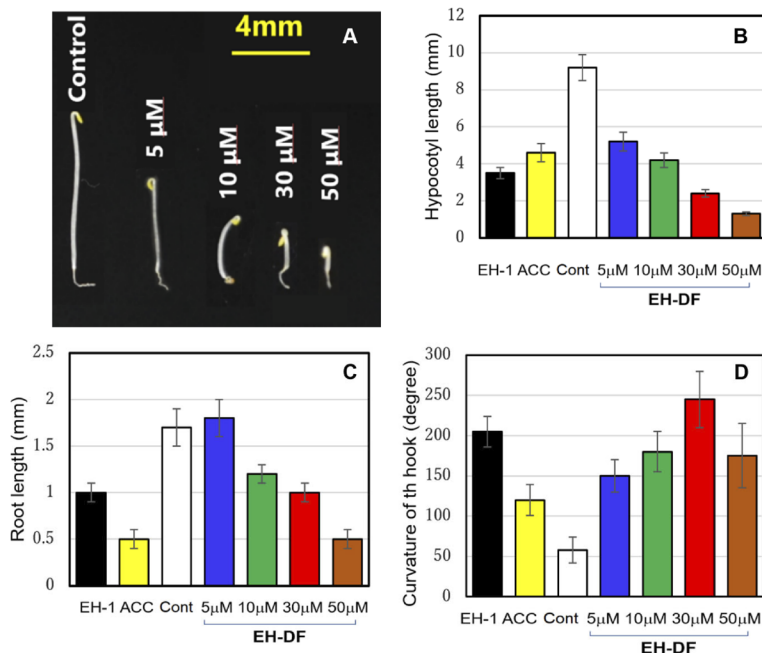 A
4mm
Control
5 µM
10 µM
30 µM
50 µM
B
Hypocotyl length (mm)
12
10
8
6
4
2
0
EH-1 ACC Cont 5µM 10µM 30µM 50µM
EH-DF
C
Root length (mm)
2.5
2
1.5
1
0.5
0
EH-1 ACC Cont 5µM 10µM 30µM 50µM
EH-DF
D
Curvature of th hook (degree)
300
250
200
150
100
50
0
EH-1 ACC Cont 5µM 10µM 30µM 50µM
EH-DF